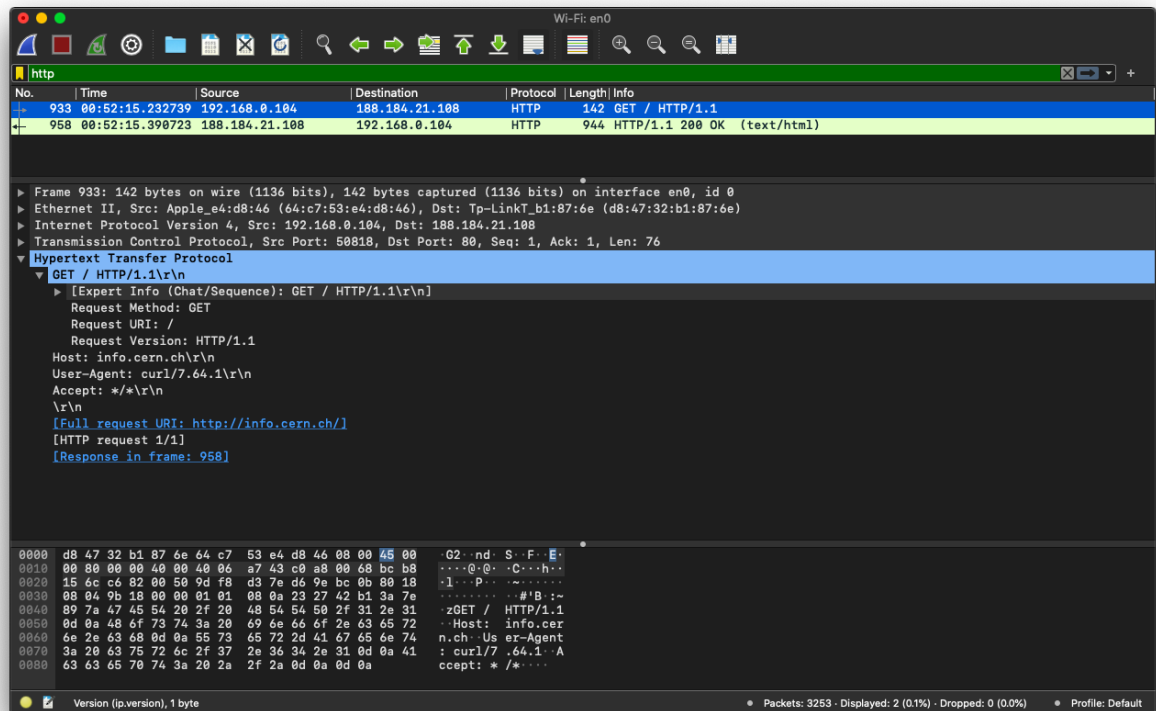 Wi-Fi: en0
http
No. Time Source Destination Protocol Length Info
933 00:52:15.232739 192.168.0.104 188.184.21.108 HTTP 142 GET / HTTP/1.1
958 00:52:15.390723 188.184.21.108 192.168.0.104 HTTP 944 HTTP/1.1 200 OK (text/html)
Frame 933: 142 bytes on wire (1136 bits), 142 bytes captured (1136 bits) on interface en0, id 0
Ethernet II, Src: Apple_e4:d8:46 (64:c7:53:e4:d8:46), Dst: Tp-LinkT_b1:87:6e (d8:47:32:b1:87:6e)
Internet Protocol Version 4, Src: 192.168.0.104, Dst: 188.184.21.108
Transmission Control Protocol, Src Port: 50818, Dst Port: 80, Seq: 1, Ack: 1, Len: 76
Hypertext Transfer Protocol
GET / HTTP/1.1\r\n
[Expert Info (Chat/Sequence): GET / HTTP/1.1\r\n]
Request Method: GET
Request URI: /
Request Version: HTTP/1.1
Host: info.cern.ch\r\n
User-Agent: curl/7.64.1\r\n
Accept: */*\r\n
\r\n
[Full request URI: http://info.cern.ch/]
[HTTP request 1/1]
[Response in frame: 958]
0000 d8 47 32 b1 87 6e 64 c7 53 e4 d8 46 08 00 45 00 ·G2··nd· S··F··E·
0010 00 80 00 00 40 00 40 06 a7 43 c0 a8 00 68 bc b8 ····@·@· ·C···h··
0020 15 6c c6 82 00 50 9d f8 d3 7e d6 9e bc 0b 80 18 ·l···P·· ·~······
0030 08 04 9b 18 00 00 01 01 08 0a 23 27 42 b1 3a 7e ········ ··#'B·:~
0040 89 7a 47 45 54 20 2f 20 48 54 54 50 2f 31 2e 31 ·zGET / HTTP/1.1
0050 0d 0a 48 6f 73 74 3a 20 69 6e 66 6f 2e 63 65 72 ··Host: info.cer
0060 6e 2e 63 68 0d 0a 55 73 65 72 2d 41 67 65 6e 74 n.ch··Us er-Agent
0070 3a 20 63 75 72 6c 2f 37 2e 36 34 2e 31 0d 0a 41 : curl/7 .64.1··A
0080 63 63 65 70 74 3a 20 2a 2f 2a 0d 0a 0d 0a ccept: * /*····
Version (ip.version), 1 byte
Packets: 3253 · Displayed: 2 (0.1%) · Dropped: 0 (0.0%)
Profile: Default